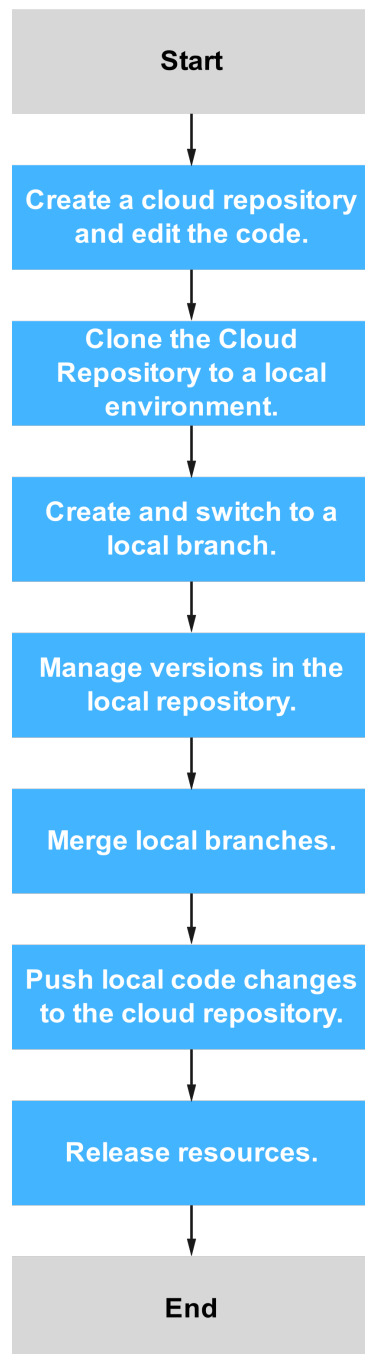 Start
Create a cloud repository
and edit the code.
Clone the Cloud
Repository to a local
environment.
Create and switch to a
local branch.
Manage versions in the
local repository.
Merge local branches.
Push local code changes
to the cloud repository.
Release resources.
End